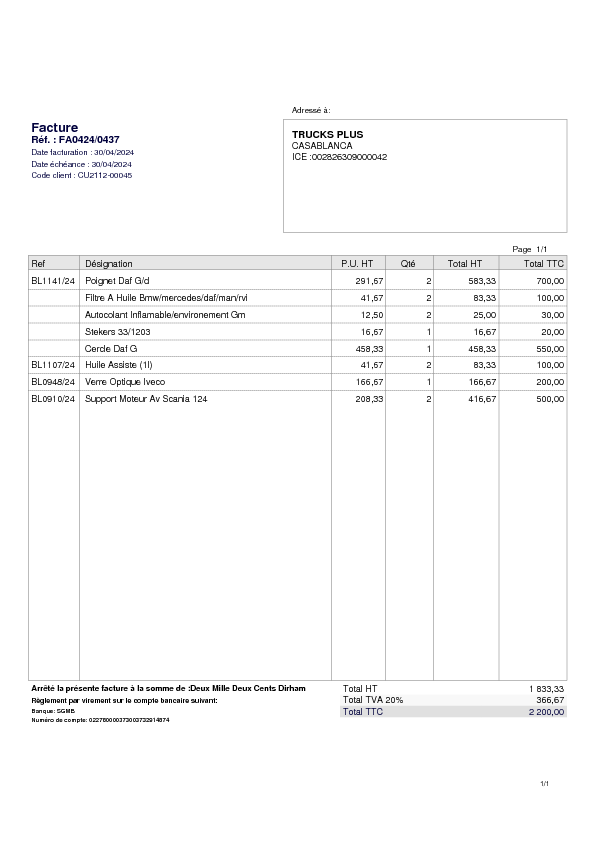 Adressé à:
Facture
Réf. : FA0424/0437
Date facturation : 30/04/2024
Date échéance : 30/04/2024
Code client : CU2112-00045
TRUCKS PLUS
CASABLANCA
ICE :002826309000042
Page 1/1
Ref Désignation P.U. HT Qté Total HT Total TTC
BL1141/24 Poignet Daf G/d 291,67 2 583,33 700,00
Filtre A Huile Bmw/mercedes/daf/man/rvi 41,67 2 83,33 100,00
Autocolant Inflamable/environement Gm 12,50 2 25,00 30,00
Stekers 33/1203 16,67 1 16,67 20,00
Cercle Daf G 458,33 1 458,33 550,00
BL1107/24 Huile Assiste (1l) 41,67 2 83,33 100,00
BL0948/24 Verre Optique Iveco 166,67 1 166,67 200,00
BL0910/24 Support Moteur Av Scania 124 208,33 2 416,67 500,00
Arrêté la présente facture à la somme de :Deux Mille Deux Cents Dirham
Règlement par virement sur le compte bancaire suivant:
Banque: SGMB
Numéro de compte:
Total HT 1 833,33
Total TVA 20% 366,67
Total TTC 2 200,00
1/1